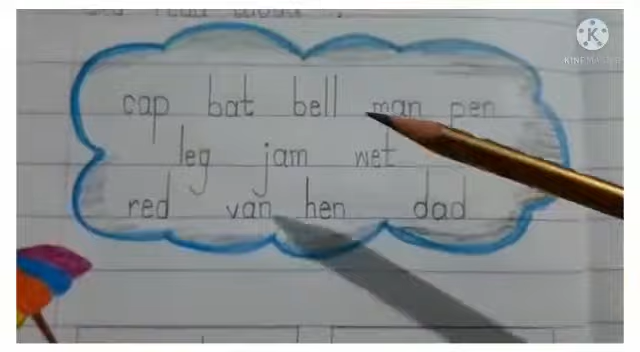 cap bat bell man pen
leg jam wet
red van hen dad